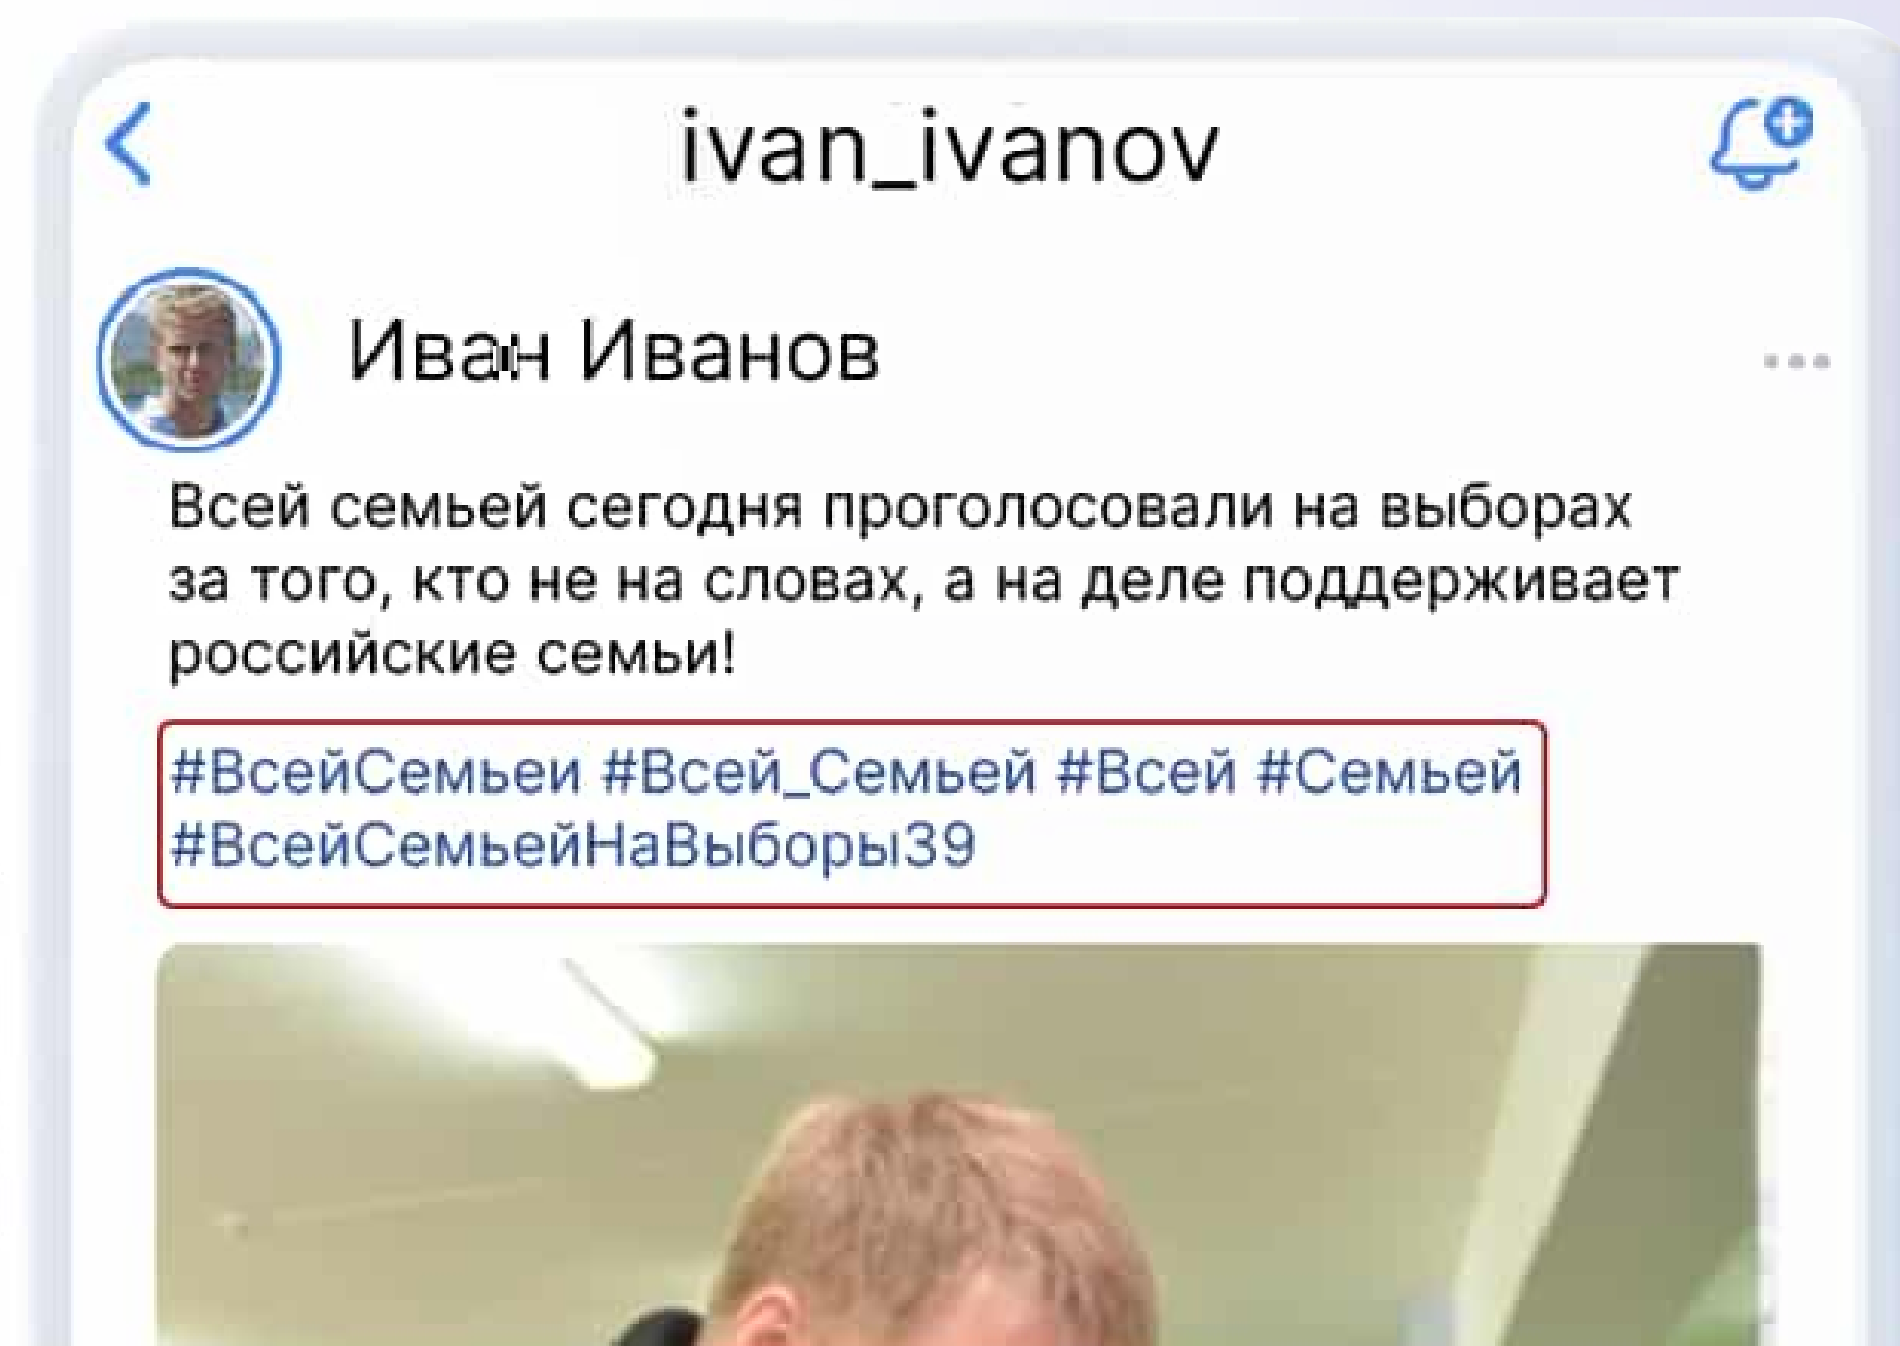 ivan_ivanov
Иван Иванов
Всей семьей сегодня проголосовали на выборах
за того, кто не на словах, а на деле поддерживает
российские семьи!
#ВсейСемьеи #Всей_Семьей #Всей #Семьей
#ВсейСемьейНаВыборы39